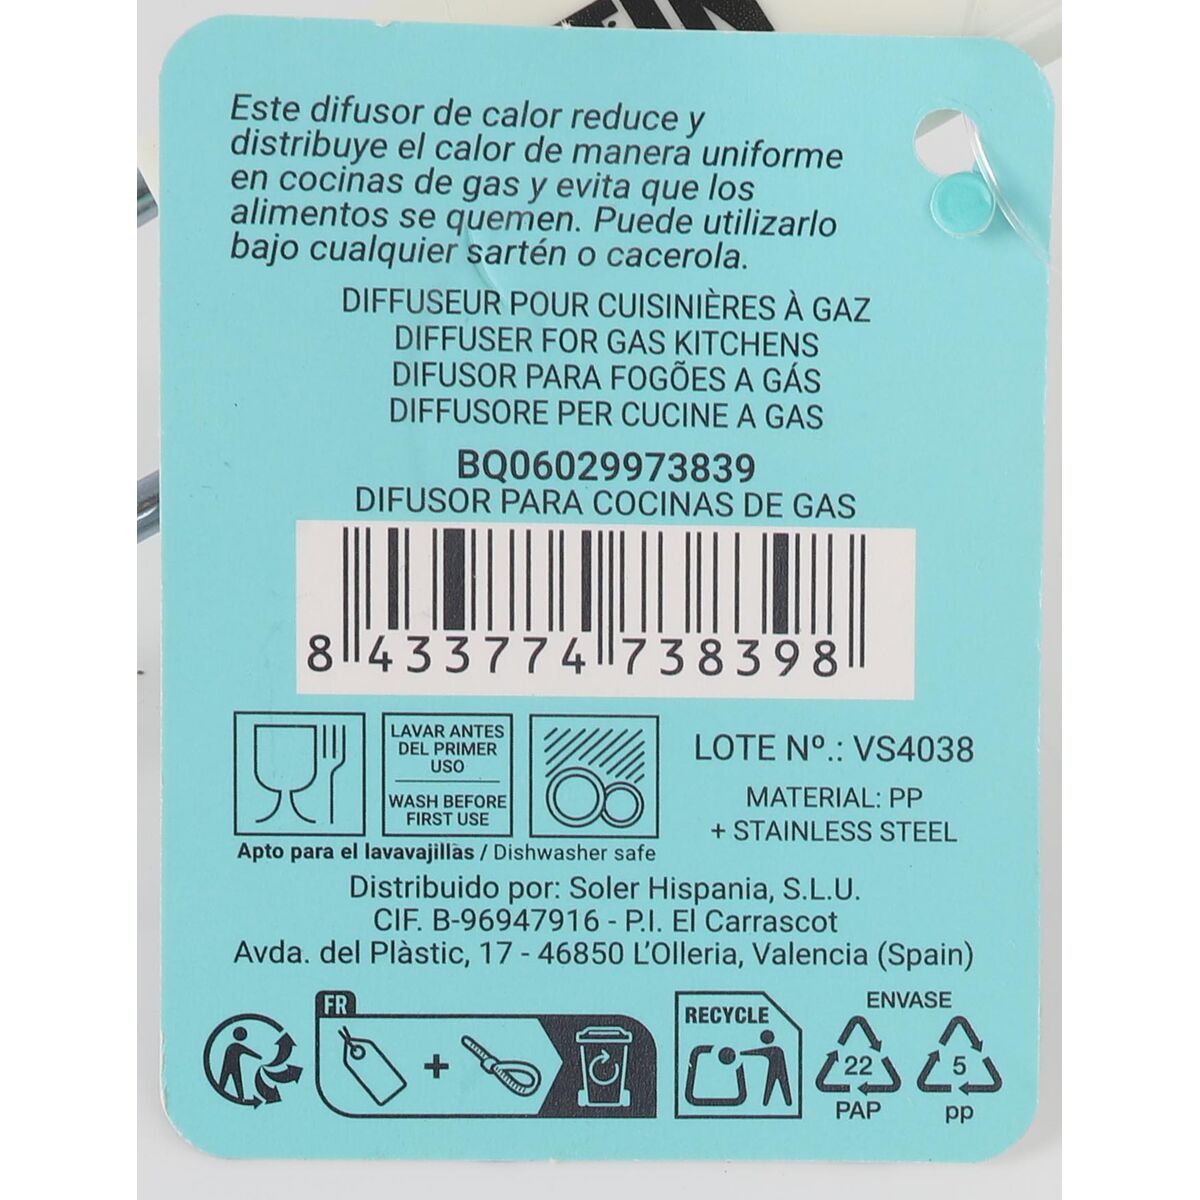 Este difusor de calor reduce y
distribuye el calor de manera uniforme
en cocinas de gas y evita que los
alimentos se quemen. Puede utilizarlo
bajo cualquier sartén o cacerola.
DIFFUSEUR POUR CUISINIÈRES À GAZ
DIFFUSER FOR GAS KITCHENS
DIFUSOR PARA FOGÕES A GÁS
DIFFUSORE PER CUCINE A GAS
BQ06029973839
DIFUSOR PARA COCINAS DE GAS
8 433774 738398
LAVAR ANTES
DEL PRIMER
USO
WASH BEFORE
FIRST USE
LOTE Nº.: VS4038
MATERIAL: PP
+ STAINLESS STEEL
Apto para el lavavajillas / Dishwasher safe
Distribuido por: Soler Hispania, S.L.U.
CIF. B-96947916 - P.I. El Carrascot
Avda. del Plàstic, 17 - 46850 L'Olleria, Valencia (Spain)
FR
+
RECYCLE
ENVASE
22
PAP
5
pp